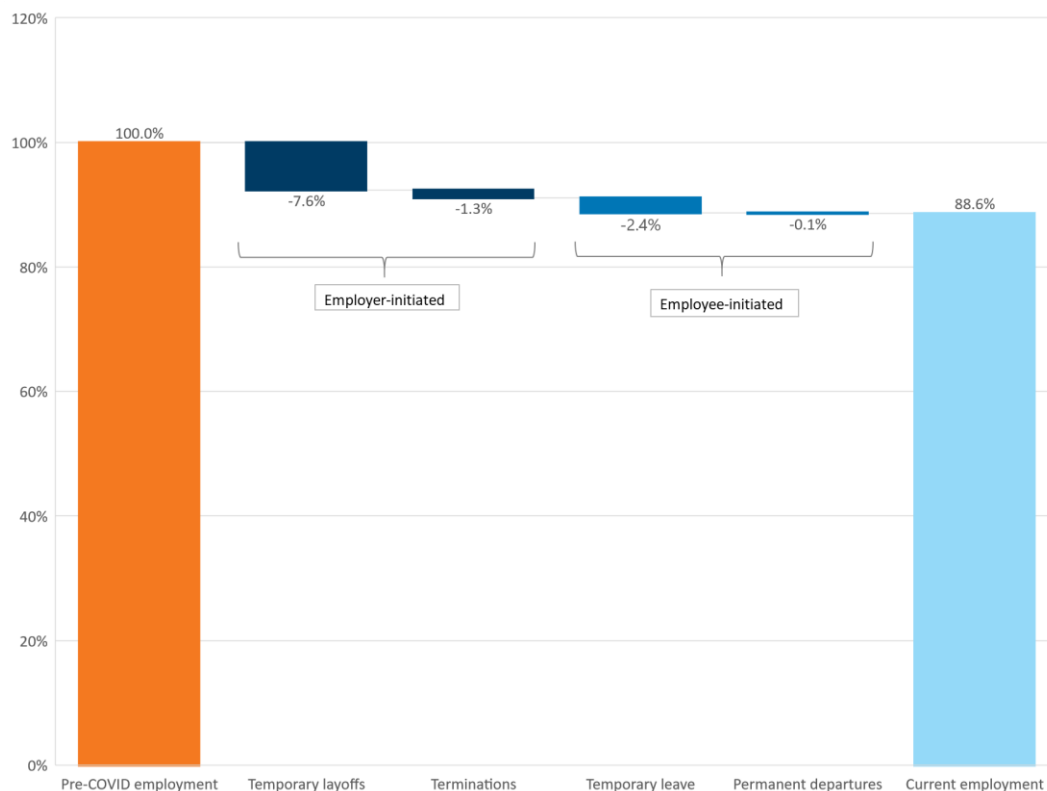 120%
100%
80%
60%
40%
20%
0%
100.0%
-7.6%
-1.3%
-2.4%
-0.1%
88.6%
Employer-initiated
Employee-initiated
Pre-COVID employment
Temporary layoffs
Terminations
Temporary leave
Permanent departures
Current employment